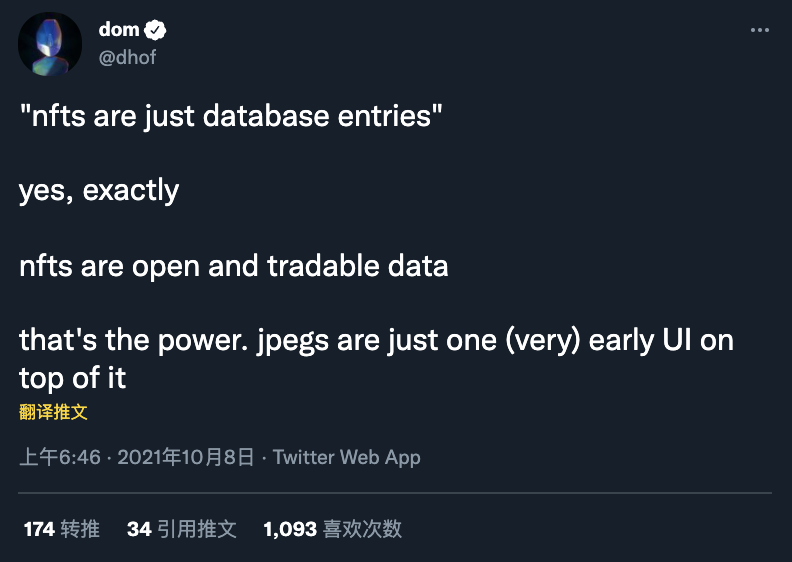 dom
@dhof
"nfts are just database entries"
yes, exactly
nfts are open and tradable data
that's the power. jpegs are just one (very) early UI on
top of it
翻译推文
上午6:46 · 2021年10月8日 · Twitter Web App
174 转推 34 引用推文 1,093 喜欢次数